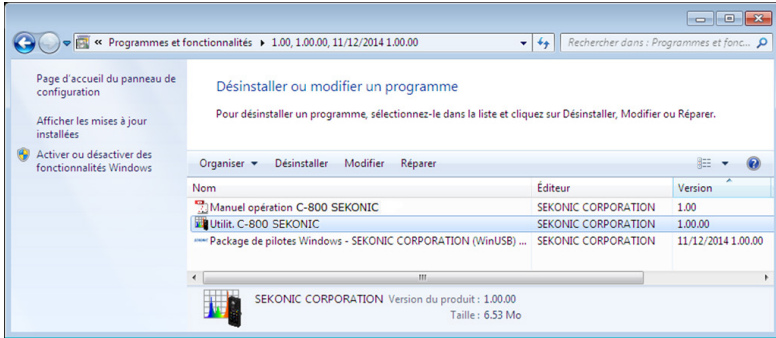 « Programmes et fonctionnalités ▸ 1.00, 1.00.00, 11/12/2014 1.00.00
Rechercher dans : Programmes et fonc...
Page d'accueil du panneau de
configuration
Afficher les mises à jour
installées
Activer ou désactiver des
fonctionnalités Windows
Désinstaller ou modifier un programme
Pour désinstaller un programme, sélectionnez-le dans la liste et cliquez sur Désinstaller, Modifier ou Réparer.
Organiser Désinstaller Modifier Réparer
Nom Éditeur Version
Manuel opération C-800 SEKONIC SEKONIC CORPORATION 1.00
Utilit. C-800 SEKONIC SEKONIC CORPORATION 1.00.00
Package de pilotes Windows - SEKONIC CORPORATION (WinUSB) ... SEKONIC CORPORATION 11/12/2014 1.00.00
SEKONIC CORPORATION Version du produit : 1.00.00
Taille : 6.53 Mo